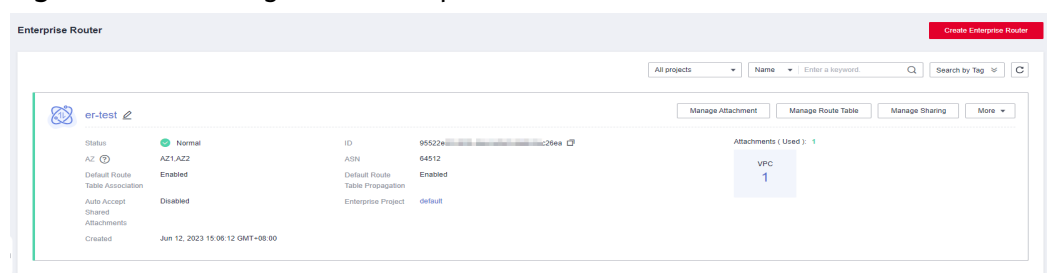 Enterprise Router
Create Enterprise Router
All projects
Name
Enter a keyword.
Search by Tag
er-test
Manage Attachment
Manage Route Table
Manage Sharing
More
Status
Normal
ID
95522e
c26ea
Attachments ( Used ): 1
AZ
AZ1,AZ2
ASN
64512
VPC
1
Default Route
Table Association
Enabled
Default Route
Table Propagation
Enabled
Auto Accept
Shared
Attachments
Disabled
Enterprise Project
default
Created
Jun 12, 2023 15:06:12 GMT+08:00